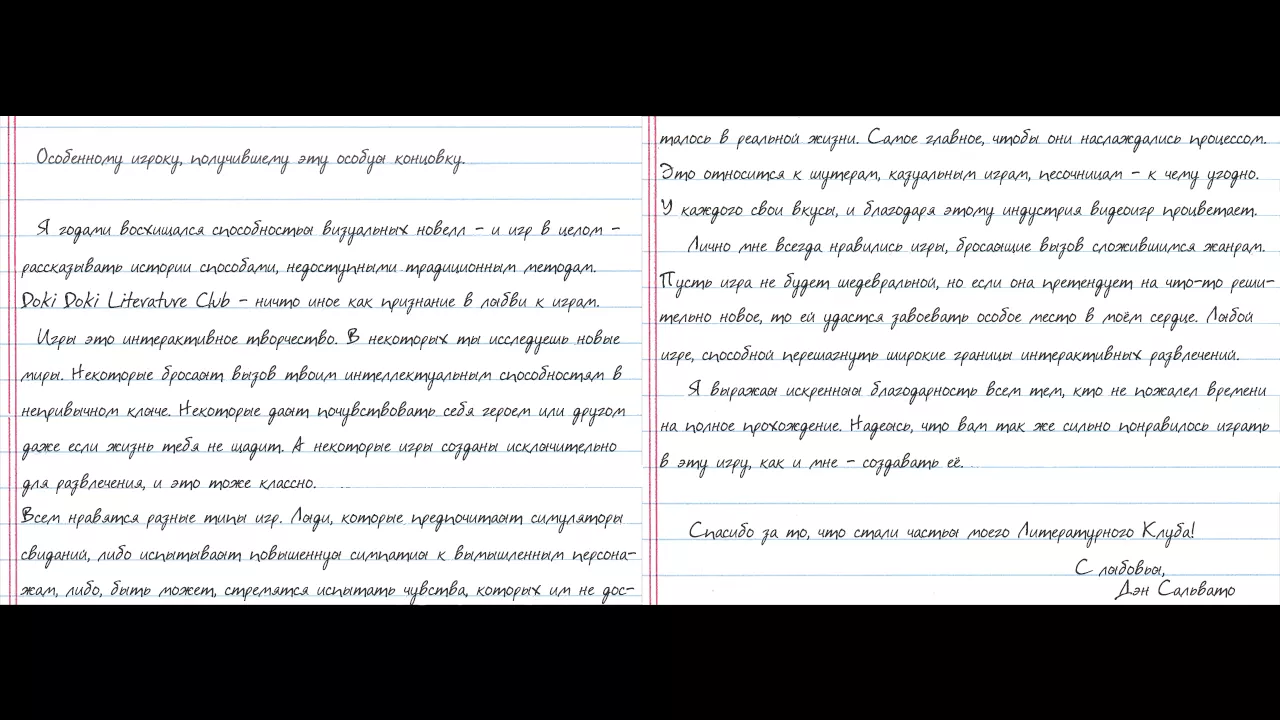 Особенному игроку, получившему эту особую концовку.
Я годами восхищался способностью визуальных новелл – и игр в целом –
рассказывать истории способами, недоступными традиционным методам.
Doki Doki Literature Club – ничто иное как признание в любви к играм.
Игры это интерактивное творчество. В некоторых ты исследуешь новые
миры. Некоторые бросают вызов твоим интеллектуальным способностям в
непривычном ключе. Некоторые дают почувствовать себя героем или другом
даже если жизнь тебя не щадит. А некоторые игры созданы исключительно
для развлечения, и это тоже классно.
Всем нравятся разные типы игр. Люди, которые предпочитают симуляторы
свиданий, либо испытывают повышенную симпатию к вымышленным персона-
жам, либо, быть может, стремятся испытать чувства, которых им не дос-
талось в реальной жизни. Самое главное, чтобы они наслаждались процессом.
Это относится к шутерам, казуальным играм, песочницам – к чему угодно.
У каждого свои вкусы, и благодаря этому индустрия видеоигр процветает.
Лично мне всегда нравились игры, бросающие вызов сложившимся жанрам.
Пусть игра не будет шедевральной, но если она претендует на что-то реши-
тельно новое, то ей удастся завоевать особое место в моём сердце. Любой
игре, способной перешагнуть широкие границы интерактивных развлечений.
Я выражаю искреннюю благодарность всем тем, кто не пожалел времени
на полное прохождение. Надеюсь, что вам так же сильно понравилось играть
в эту игру, как и мне – создавать её.
Спасибо за то, что стали частью моего Литературного Клуба!
С любовью,
Дэн Сальвато